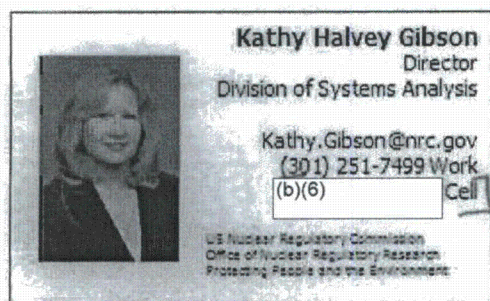 Kathy Halvey Gibson
Director
Division of Systems Analysis
Kathy.Gibson@nrc.gov
(301) 251-7499 Work
(b)(6) Cell
US Nuclear Regulatory Commission
Office of Nuclear Regulatory Research
Protecting People and the Environment